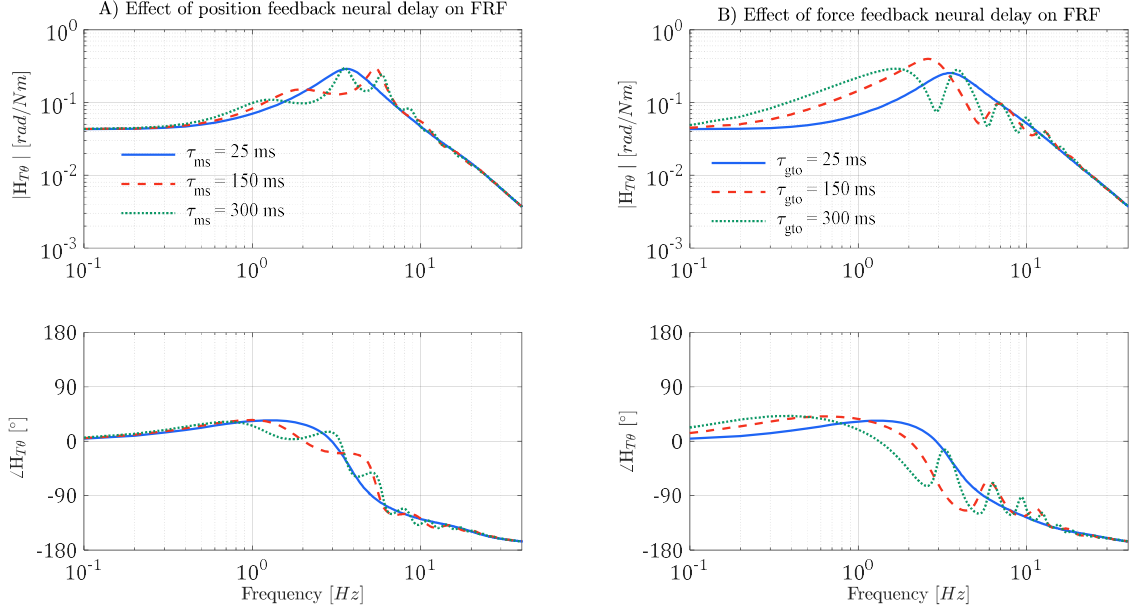 A) Effect of position feedback neural delay on FRF
|H_Tθ| [rad/Nm]
10^0
10^-1
10^-2
10^-3
τ_ms = 25 ms
τ_ms = 150 ms
τ_ms = 300 ms
10^-1
10^0
10^1
B) Effect of force feedback neural delay on FRF
|H_Tθ| [rad/Nm]
10^0
10^-1
10^-2
10^-3
τ_gto = 25 ms
τ_gto = 150 ms
τ_gto = 300 ms
10^-1
10^0
10^1
∠H_Tθ [°]
180
90
0
-90
-180
10^-1
10^0
10^1
Frequency [Hz]
∠H_Tθ [°]
180
90
0
-90
-180
10^-1
10^0
10^1
Frequency [Hz]